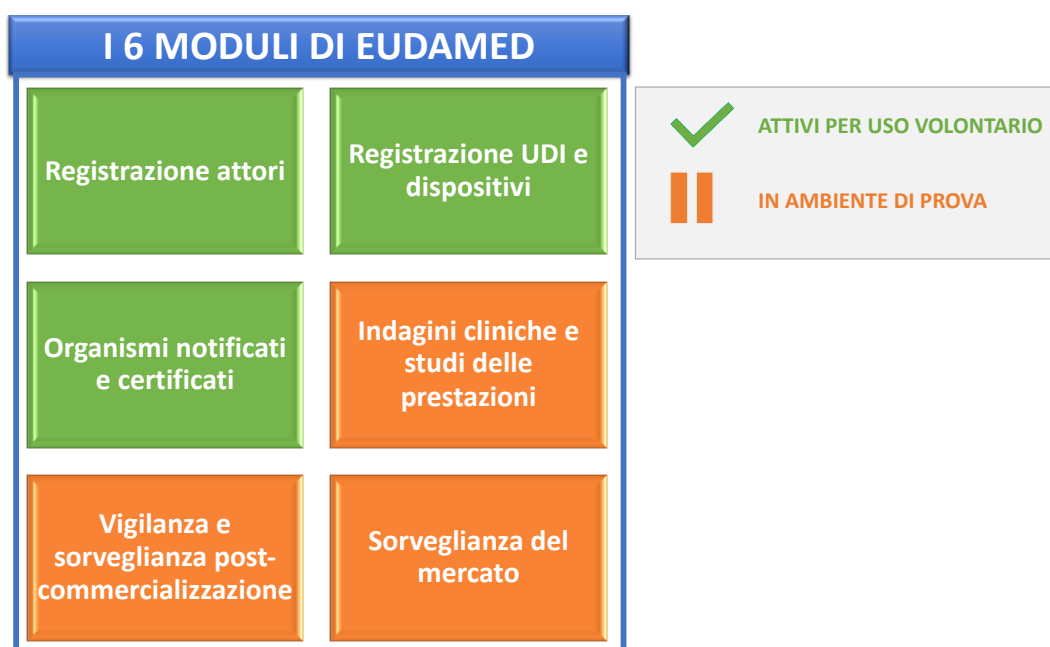 I 6 MODULI DI EUDAMED
Registrazione attori
Registrazione UDI e
dispositivi
ATTIVI PER USO VOLONTARIO
IN AMBIENTE DI PROVA
Organismi notificati
e certificati
Indagini cliniche e
studi delle
prestazioni
Vigilanza e
sorveglianza post-
commercializzazione
Sorveglianza del
mercato